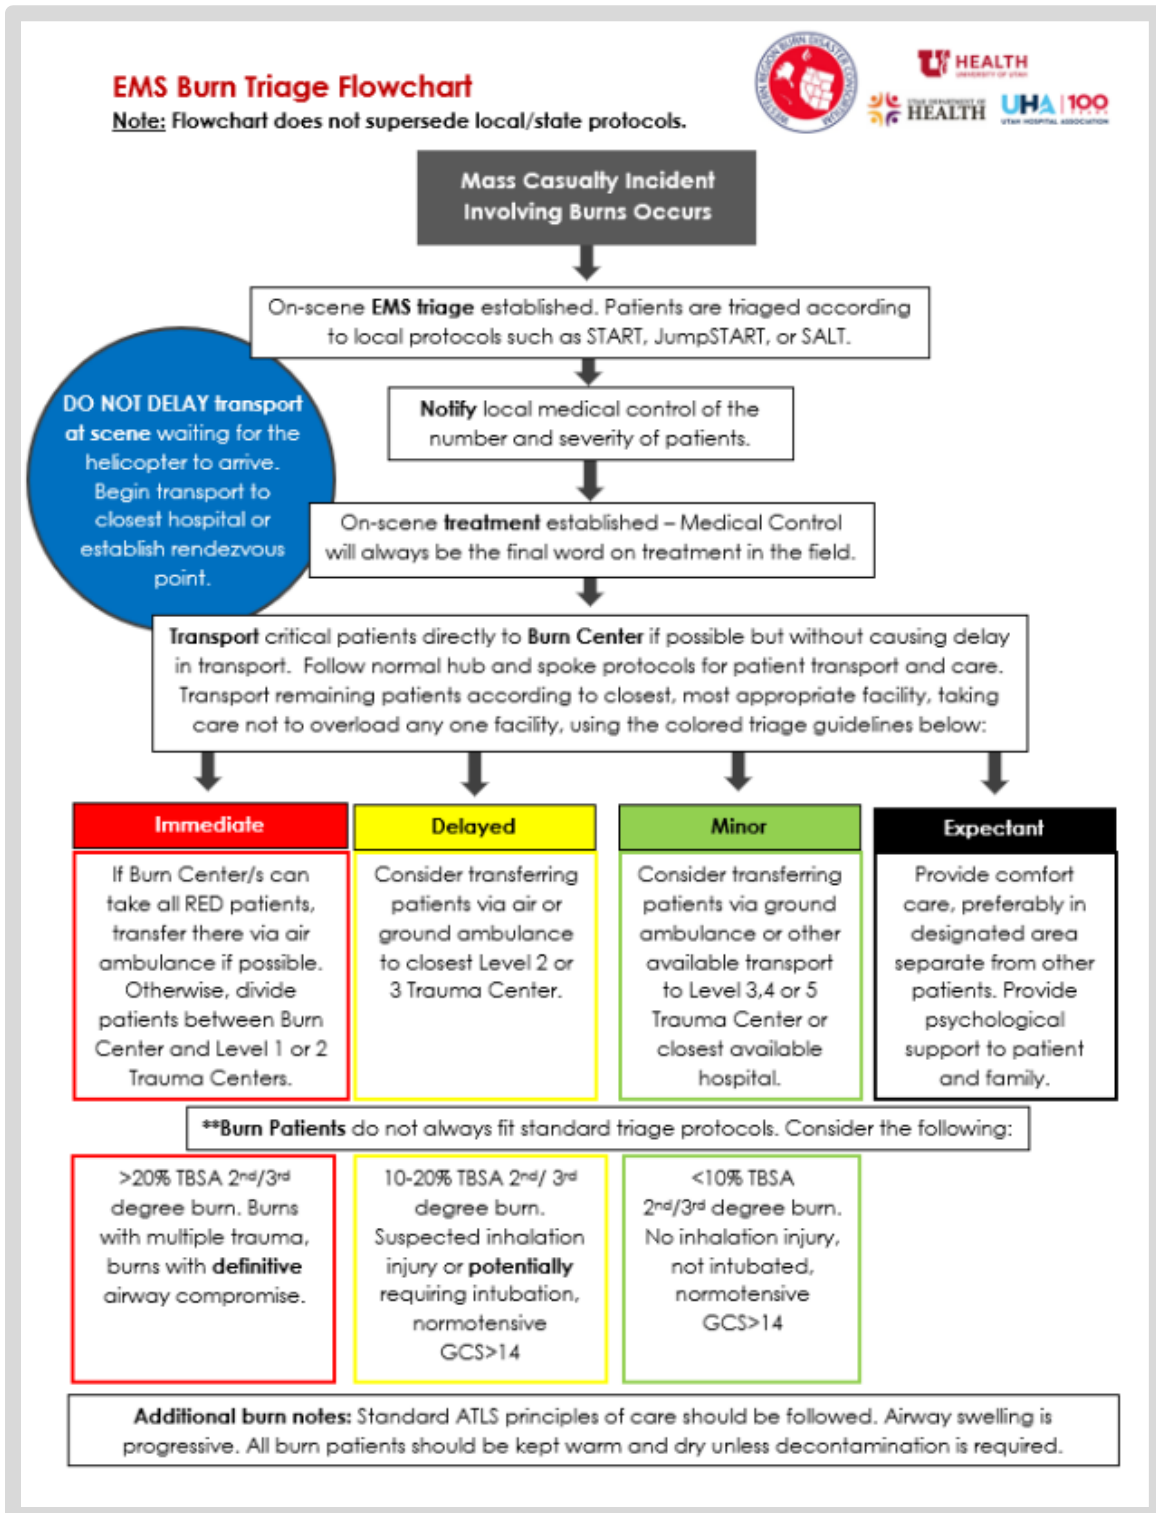 EMS Burn Triage Flowchart
Note: Flowchart does not supersede local/state protocols.
WESTERN REGION BURN DISASTER CONSORTIUM
U HEALTH
UNIVERSITY OF UTAH
UTAH DEPARTMENT OF
HEALTH
UHA 100
YEARS
UTAH HOSPITAL ASSOCIATION
Mass Casualty Incident
Involving Burns Occurs
On-scene EMS triage established. Patients are triaged according
to local protocols such as START, JumpSTART, or SALT.
DO NOT DELAY transport
at scene waiting for the
helicopter to arrive.
Begin transport to
closest hospital or
establish rendezvous
point.
Notify local medical control of the
number and severity of patients.
On-scene treatment established – Medical Control
will always be the final word on treatment in the field.
Transport critical patients directly to Burn Center if possible but without causing delay
in transport. Follow normal hub and spoke protocols for patient transport and care.
Transport remaining patients according to closest, most appropriate facility, taking
care not to overload any one facility, using the colored triage guidelines below:
Immediate
If Burn Center/s can
take all RED patients,
transfer there via air
ambulance if possible.
Otherwise, divide
patients between Burn
Center and Level 1 or 2
Trauma Centers.
Delayed
Consider transferring
patients via air or
ground ambulance
to closest Level 2 or
3 Trauma Center.
Minor
Consider transferring
patients via ground
ambulance or other
available transport
to Level 3,4 or 5
Trauma Center or
closest available
hospital.
Expectant
Provide comfort
care, preferably in
designated area
separate from other
patients. Provide
psychological
support to patient
and family.
**Burn Patients do not always fit standard triage protocols. Consider the following:
>20% TBSA 2nd/3rd
degree burn. Burns
with multiple trauma,
burns with definitive
airway compromise.
10-20% TBSA 2nd/ 3rd
degree burn.
Suspected inhalation
injury or potentially
requiring intubation,
normotensive
GCS>14
<10% TBSA
2nd/3rd degree burn.
No inhalation injury,
not intubated,
normotensive
GCS>14
Additional burn notes: Standard ATLS principles of care should be followed. Airway swelling is
progressive. All burn patients should be kept warm and dry unless decontamination is required.